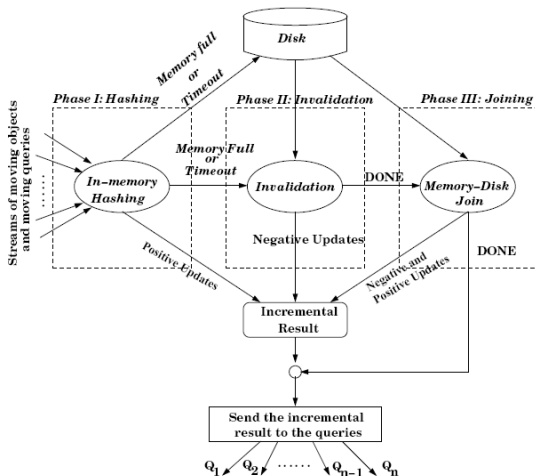 Disk
Memory full
or
Timeout
Phase I: Hashing
Phase II: Invalidation
Phase III: Joining
Streams of moving objects
and moving queries
In-memory
Hashing
Memory Full
or
Timeout
Invalidation
DONE
Memory-Disk
Join
Positive Updates
Negative Updates
Negative and
Positive Updates
DONE
Incremental
Result
Send the incremental
result to the queries
Q1 Q2 ...... Qn-1 Qn